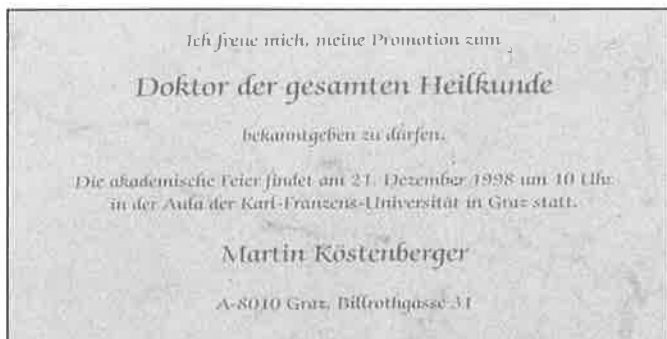 Ich freue mich, meine Promotion zum
Doktor der gesamten Heilkunde
bekanntgeben zu dürfen.
Die akademische Feier findet am 21. Dezember 1998 um 10 Uhr
in der Aula der Karl-Franzens-Universität in Graz statt.
Martin Köstenberger
A-8010 Graz, Billrothgasse 31